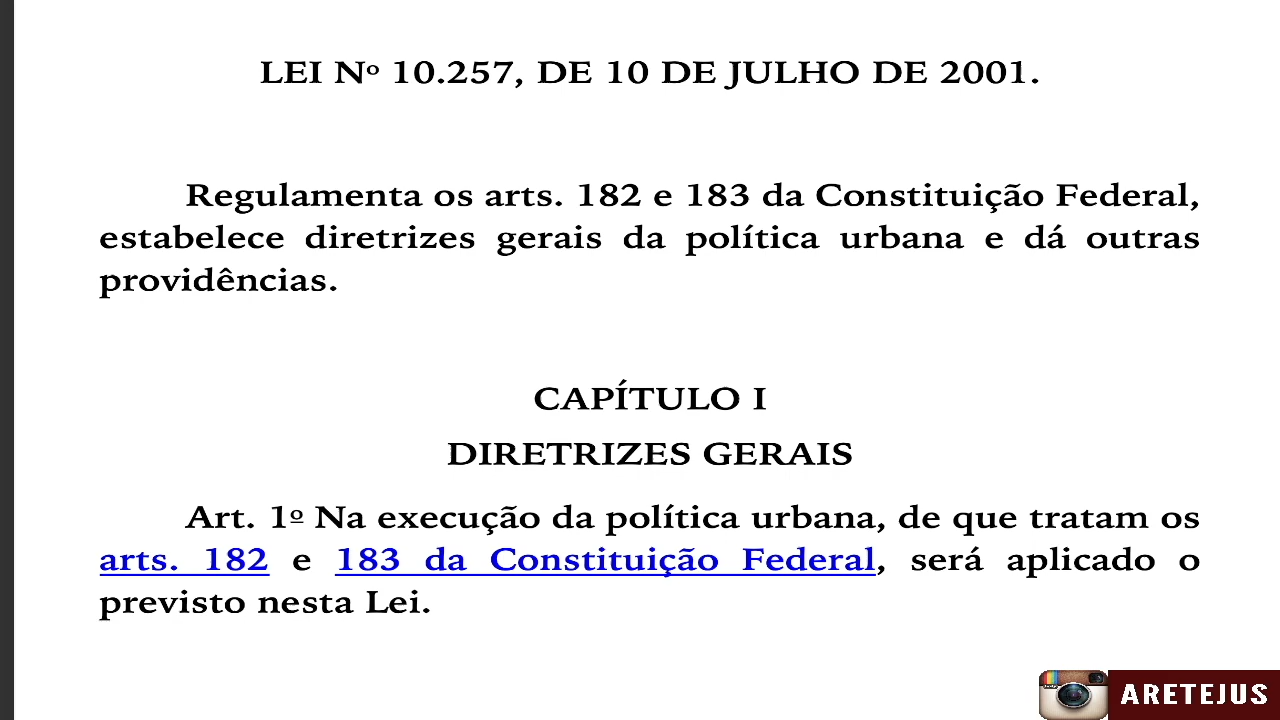 LEI Nº 10.257, DE 10 DE JULHO DE 2001.
Regulamenta os arts. 182 e 183 da Constituição Federal,
estabelece diretrizes gerais da política urbana e dá outras
providências.
CAPÍTULO I
DIRETRIZES GERAIS
Art. 1º Na execução da política urbana, de que tratam os
arts. 182 e 183 da Constituição Federal, será aplicado o
previsto nesta Lei.
ARETEJUS